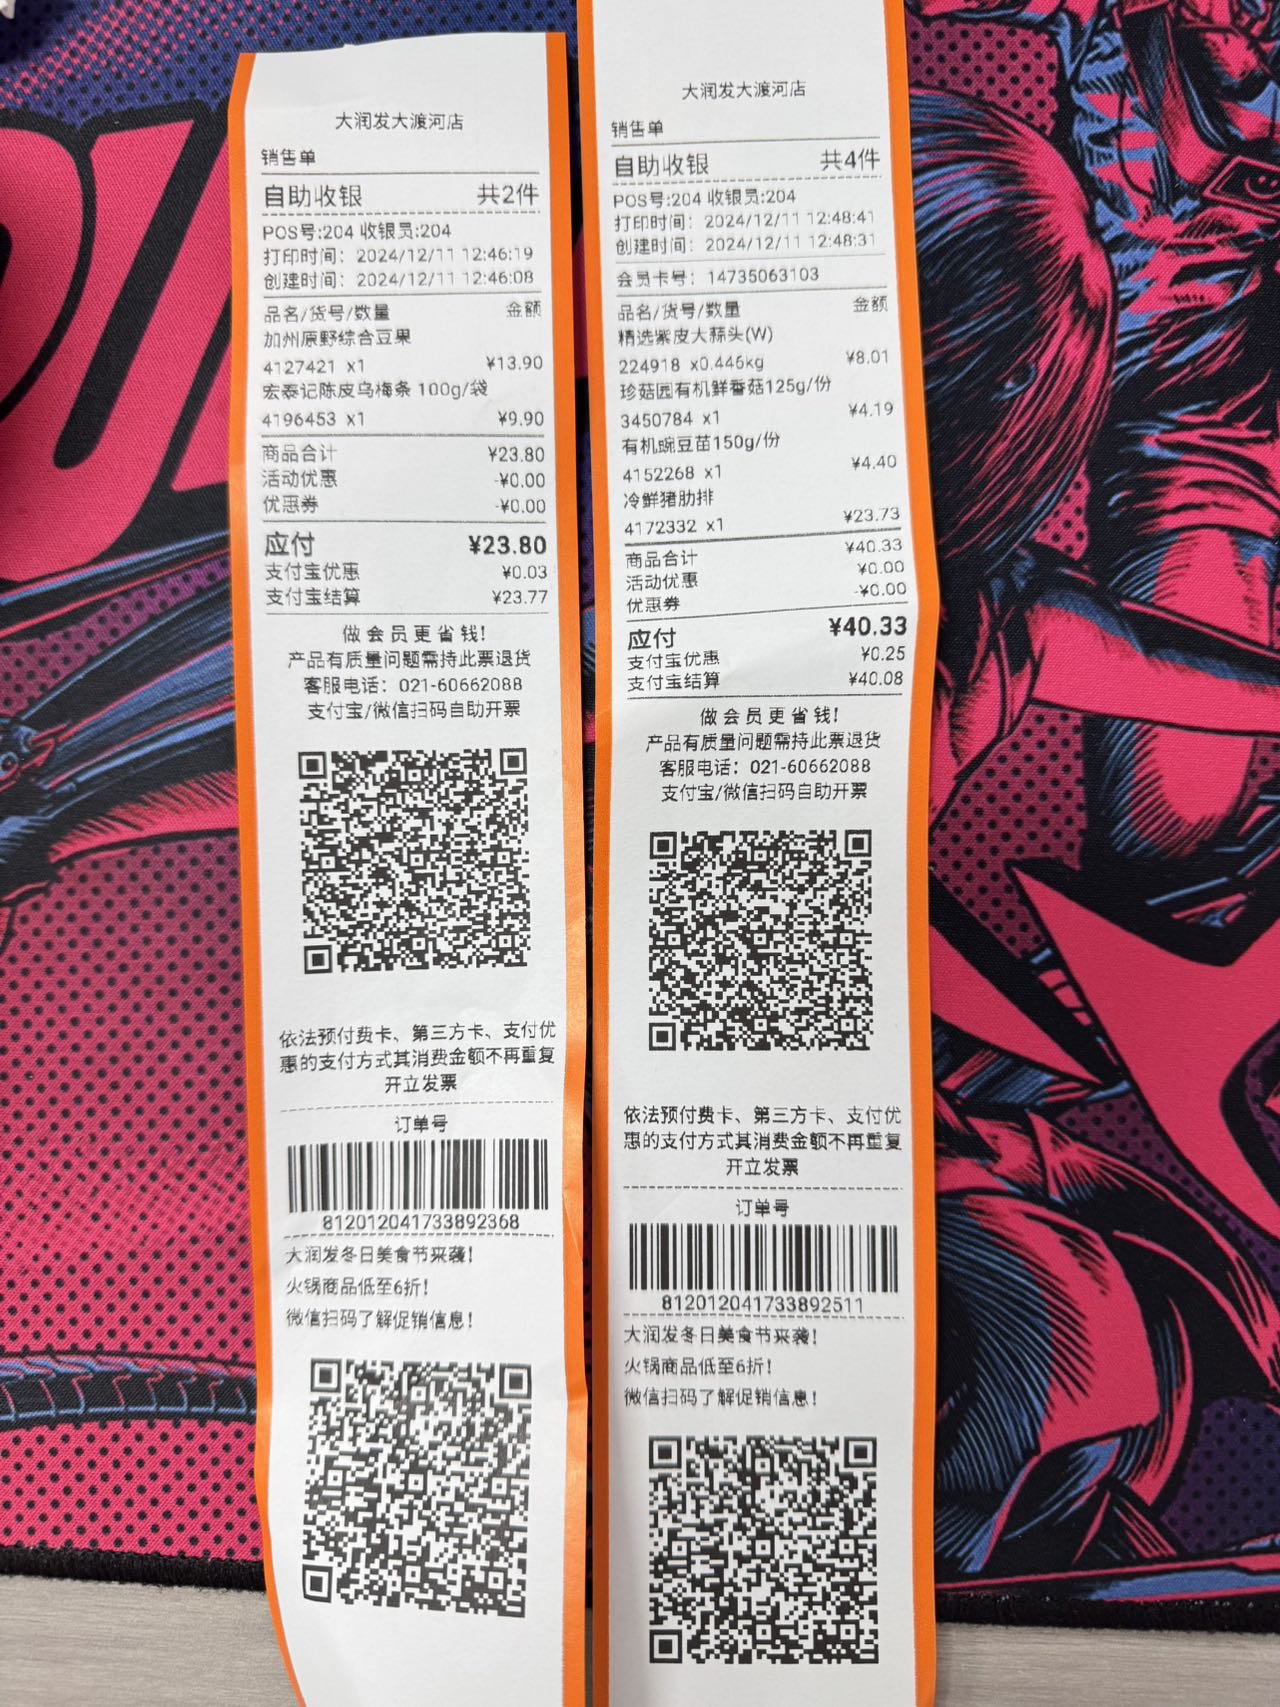 大润发大渡河店
销售单
自助收银 共2件
POS号:204 收银员:204
打印时间: 2024/12/11 12:46:19
创建时间: 2024/12/11 12:46:08
品名/货号/数量 金额
加州原野综合豆果
4127421 x1 ¥13.90
宏泰记陈皮乌梅条 100g/袋
4196453 x1 ¥9.90
商品合计 ¥23.80
活动优惠 -¥0.00
优惠券 -¥0.00
应付 ¥23.80
支付宝优惠 ¥0.03
支付宝结算 ¥23.77
做会员更省钱!
产品有质量问题需持此票退货
客服电话: 021-60662088
支付宝/微信扫码自助开票
依法预付费卡、第三方卡、支付优
惠的支付方式其消费金额不再重复
开立发票
订单号
812012041733892368
大润发冬日美食节来袭!
火锅商品低至6折!
微信扫码了解促销信息!
大润发大渡河店
销售单
自助收银 共4件
POS号:204 收银员:204
打印时间: 2024/12/11 12:48:41
创建时间: 2024/12/11 12:48:31
会员卡号: 14735063103
品名/货号/数量 金额
精选紫皮大蒜头(W)
224918 x0.446kg ¥8.01
珍菇园有机鲜香菇125g/份
3450784 x1 ¥4.19
有机豌豆苗150g/份
4152268 x1 ¥4.40
冷鲜猪肋排
4172332 x1 ¥23.73
商品合计 ¥40.33
活动优惠 ¥0.00
优惠券 -¥0.00
应付 ¥40.33
支付宝优惠 ¥0.25
支付宝结算 ¥40.08
做会员更省钱!
产品有质量问题需持此票退货
客服电话: 021-60662088
支付宝/微信扫码自助开票
依法预付费卡、第三方卡、支付优
惠的支付方式其消费金额不再重复
开立发票
订单号
812012041733892511
大润发冬日美食节来袭!
火锅商品低至6折!
微信扫码了解促销信息!